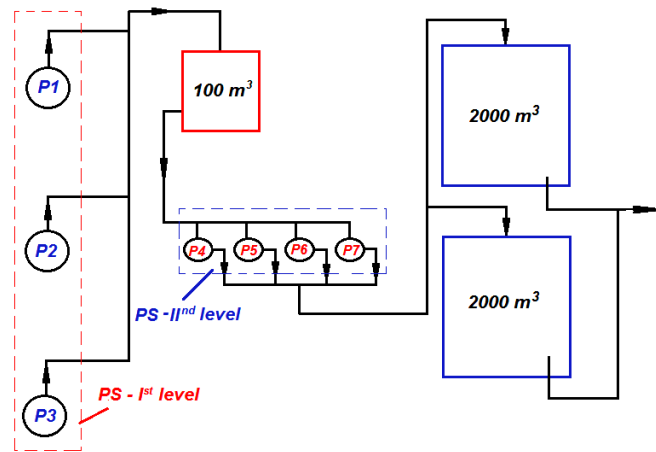 P1
100 m³
2000 m³
P2
P4
P5
P6
P7
2000 m³
PS -IIⁿᵈ level
PS - Iˢᵗ level
P3